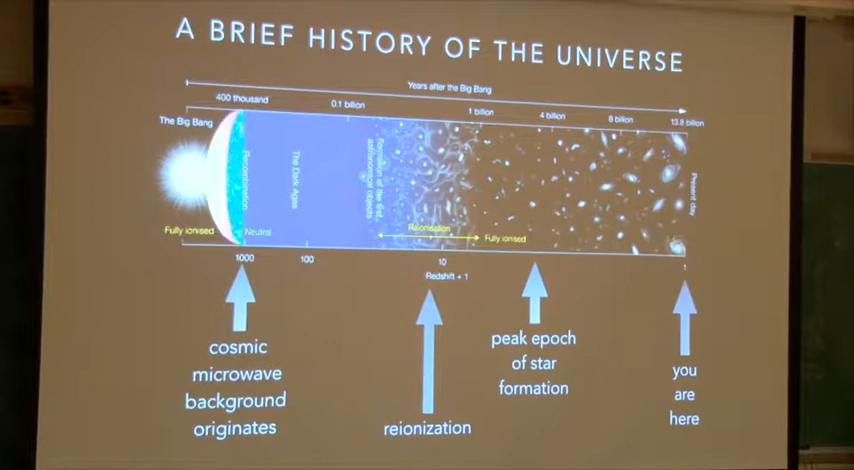 A BRIEF HISTORY OF THE UNIVERSE
Years after the Big Bang
400 thousand
0.1 billion
1 billion
4 billion
8 billion
13.8 billion
The Big Bang
Recombination
The Dark Ages
Formation of the first
astronomical objects
Present day
Fully ionised
Neutral
Reionisation
Fully ionised
1000
100
10
1
Redshift + 1
cosmic
microwave
background
originates
reionization
peak epoch
of star
formation
you
are
here